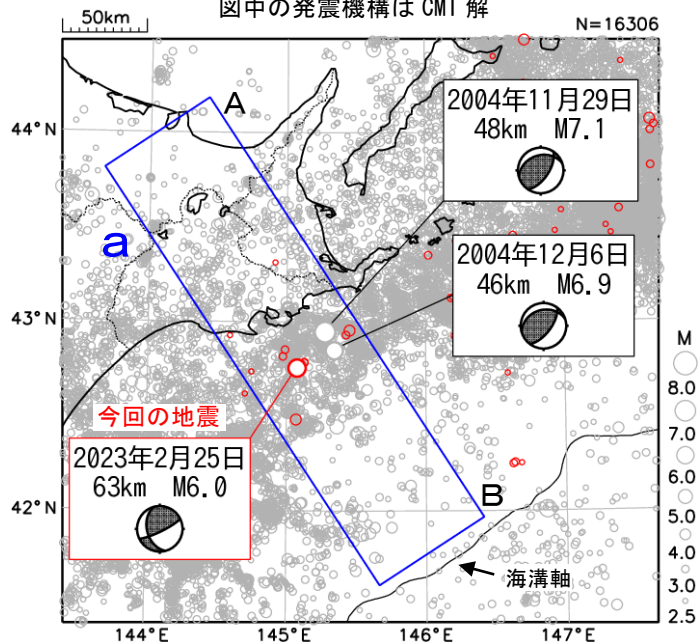 図中の発震機構は CMT 解
50km
N=16306
A
2004年11月29日
48km M7.1
44°N
a
2004年12月6日
46km M6.9
43°N
M
8.0
今回の地震
7.0
2023年2月25日
63km M6.0
6.0
B
42°N
5.0
4.0
海溝軸
3.0
2.5
144°E
145°E
146°E
147°E